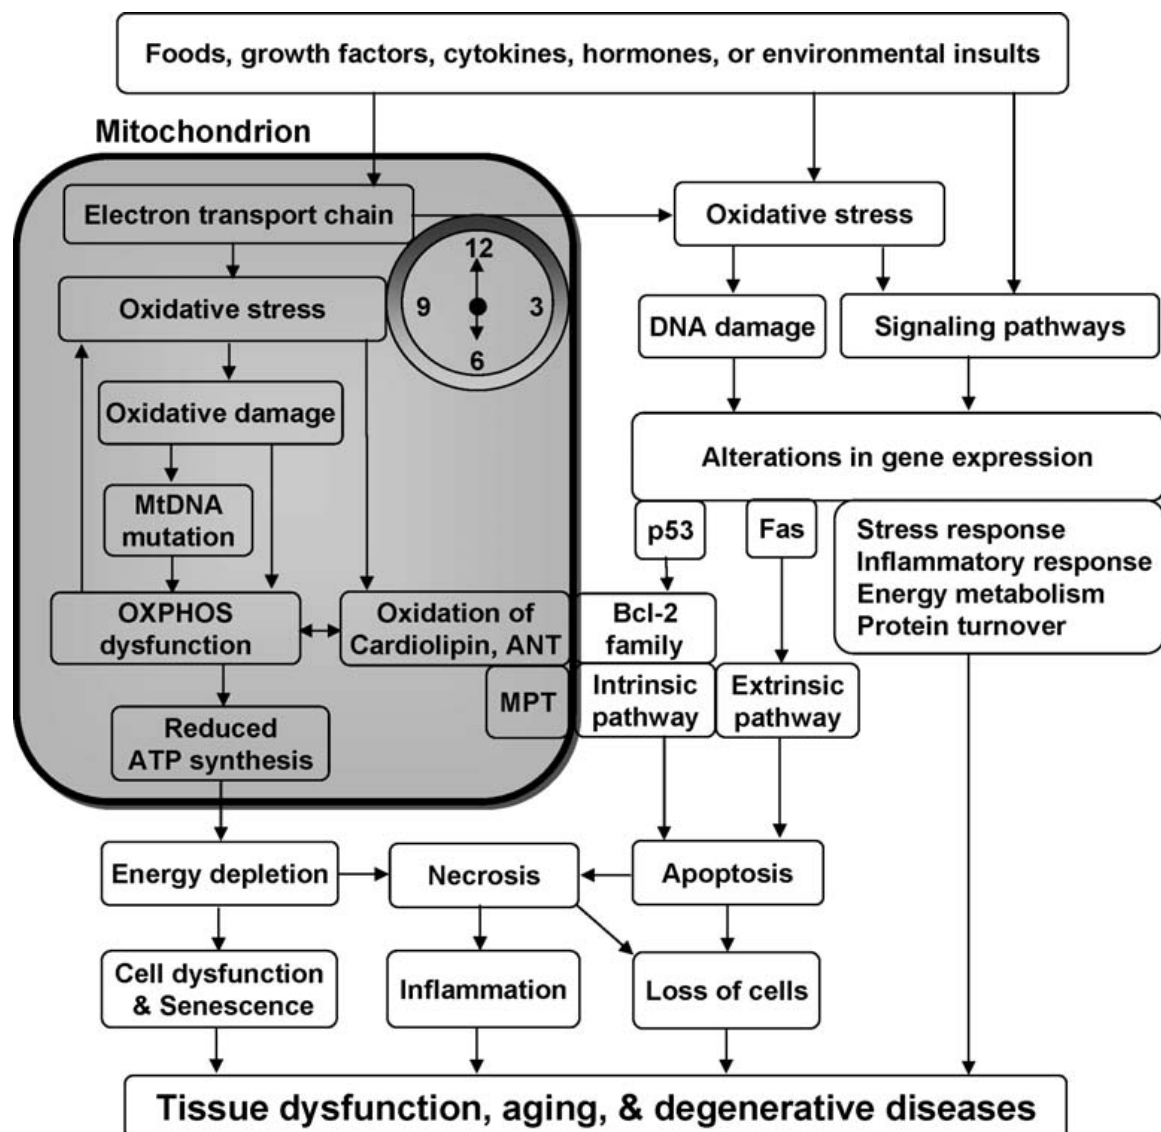 Foods, growth factors, cytokines, hormones, or environmental insults
Mitochondrion
Electron transport chain
Oxidative stress
12
9
3
6
Oxidative stress
DNA damage
Signaling pathways
Oxidative damage
Alterations in gene expression
MtDNA
mutation
p53
Fas
Stress response
Inflammatory response
Energy metabolism
Protein turnover
OXPHOS
dysfunction
Oxidation of
Cardiolipin, ANT
Bcl-2
family
MPT
Intrinsic
pathway
Extrinsic
pathway
Reduced
ATP synthesis
Energy depletion
Necrosis
Apoptosis
Cell dysfunction
& Senescence
Inflammation
Loss of cells
Tissue dysfunction, aging, & degenerative diseases